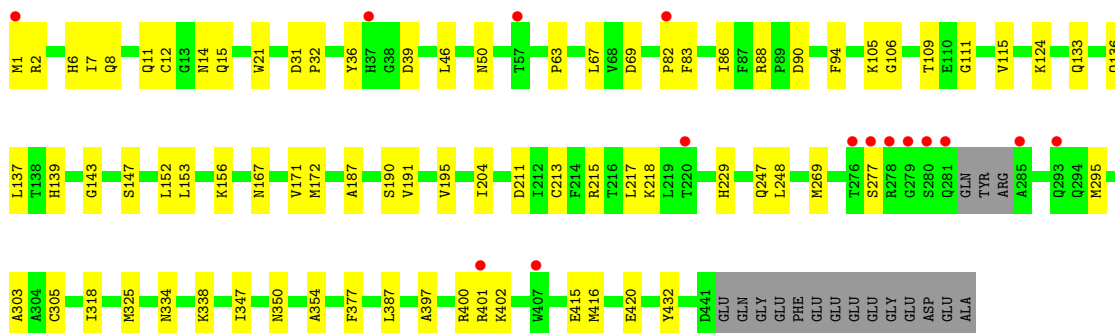 M1 R2 H6 I7 Q8 Q11 C12 G13 N14 Q15 W21 D31 P32 Y36 H37 G38 D39 L46 N50 T57 P63 L67 V68 D69 P82 F83 I86 F87 R88 P89 D90 F94 K105 G106 T109 E110 G111 V115 K124 Q133
L137 T138 H139 G143 S147 L152 L153 K156 N167 V171 M172 A187 S190 V191 V195 I204 D211 I212 C213 F214 R215 T216 L217 K218 L219 T220 H229 Q247 L248 M269 T276 S277 R278 G279 S280 Q281 GLN TYR ARG A285 Q293 Q294 M295
A303 A304 C305 I318 M325 N334 K338 I347 N350 A354 F377 L387 A397 R400 R401 K402 W407 E415 M416 E420 Y432 D441 GLU GLN GLY GLU PHE GLU GLU GLU GLU GLY GLU ASP GLU ALA